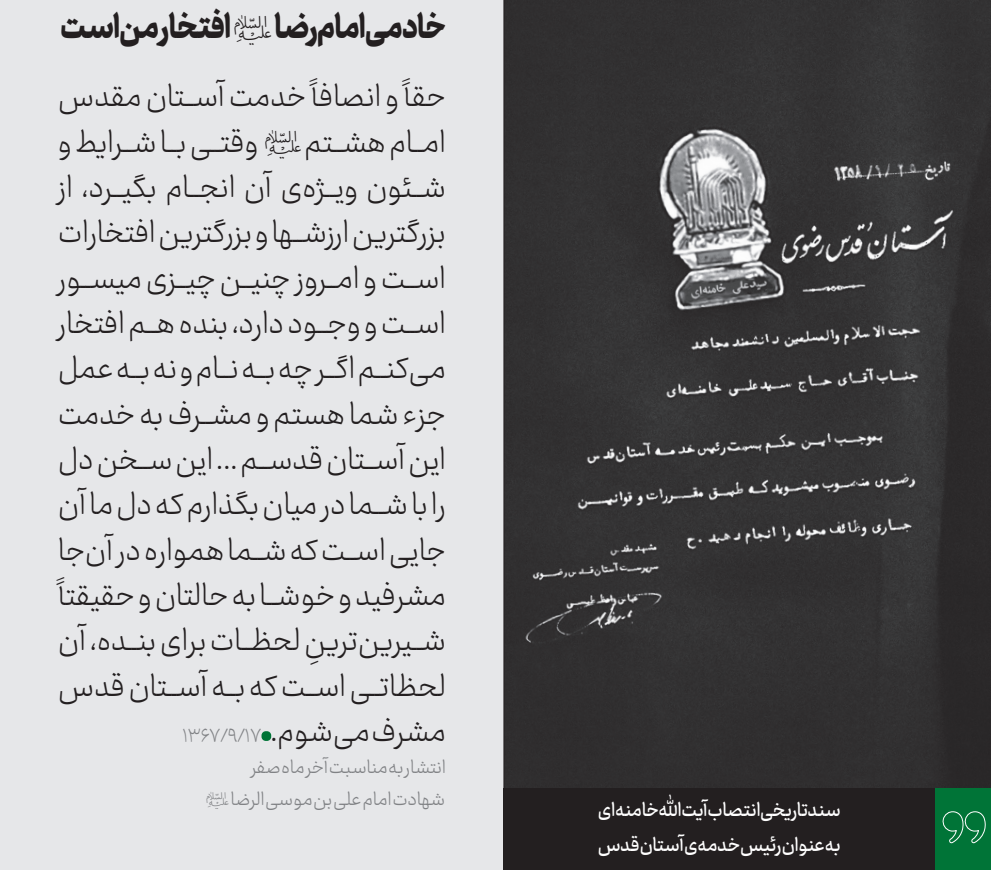 خادمی امام رضا علیه السلام افتخار من است
حقاً و انصافاً خدمت آستان مقدس
امام هشتم علیه السلام وقتی با شرایط و
شئون ویژه‌ی آن انجام بگیرد، از
بزرگترین ارزشها و بزرگترین افتخارات
است و امروز چنین چیزی میسور
است و وجود دارد، بنده هم افتخار
می‌کنم اگر چه به نام و نه به عمل
جزء شما هستم و مشرف به خدمت
این آستان قدسم ... این سخن دل
را با شما در میان بگذارم که دل ما آن
جایی است که شما همواره در آن‌جا
مشرفید و خوشا به حالتان و حقیقتاً
شیرین‌ترینِ لحظات برای بنده، آن
لحظاتی است که به آستان قدس
مشرف می‌شوم. ۱۳۶۷/۹/۱۷
انتشار به مناسبت آخر ماه صفر
شهادت امام علی بن موسی الرضا علیه السلام
تاریخ
آستان قدس رضوی
سیدعلی خامنه‌ای
حجت الاسلام والمسلمین دانشمند مجاهد
جناب آقای حاج سیدعلی خامنه‌ای
بموجب این حکم بسمت رئیس خدمه آستان قدس
رضوی منصوب میشوید که طبق مقررات و قوانین
جاری وظائف محوله را انجام دهید . ح
مشهد مقدس
سرپرست آستان قدس رضوی
عباس واعظ طبسی
سند تاریخی انتصاب آیت‌الله خامنه‌ای
به عنوان رئیس خدمه‌ی آستان قدس